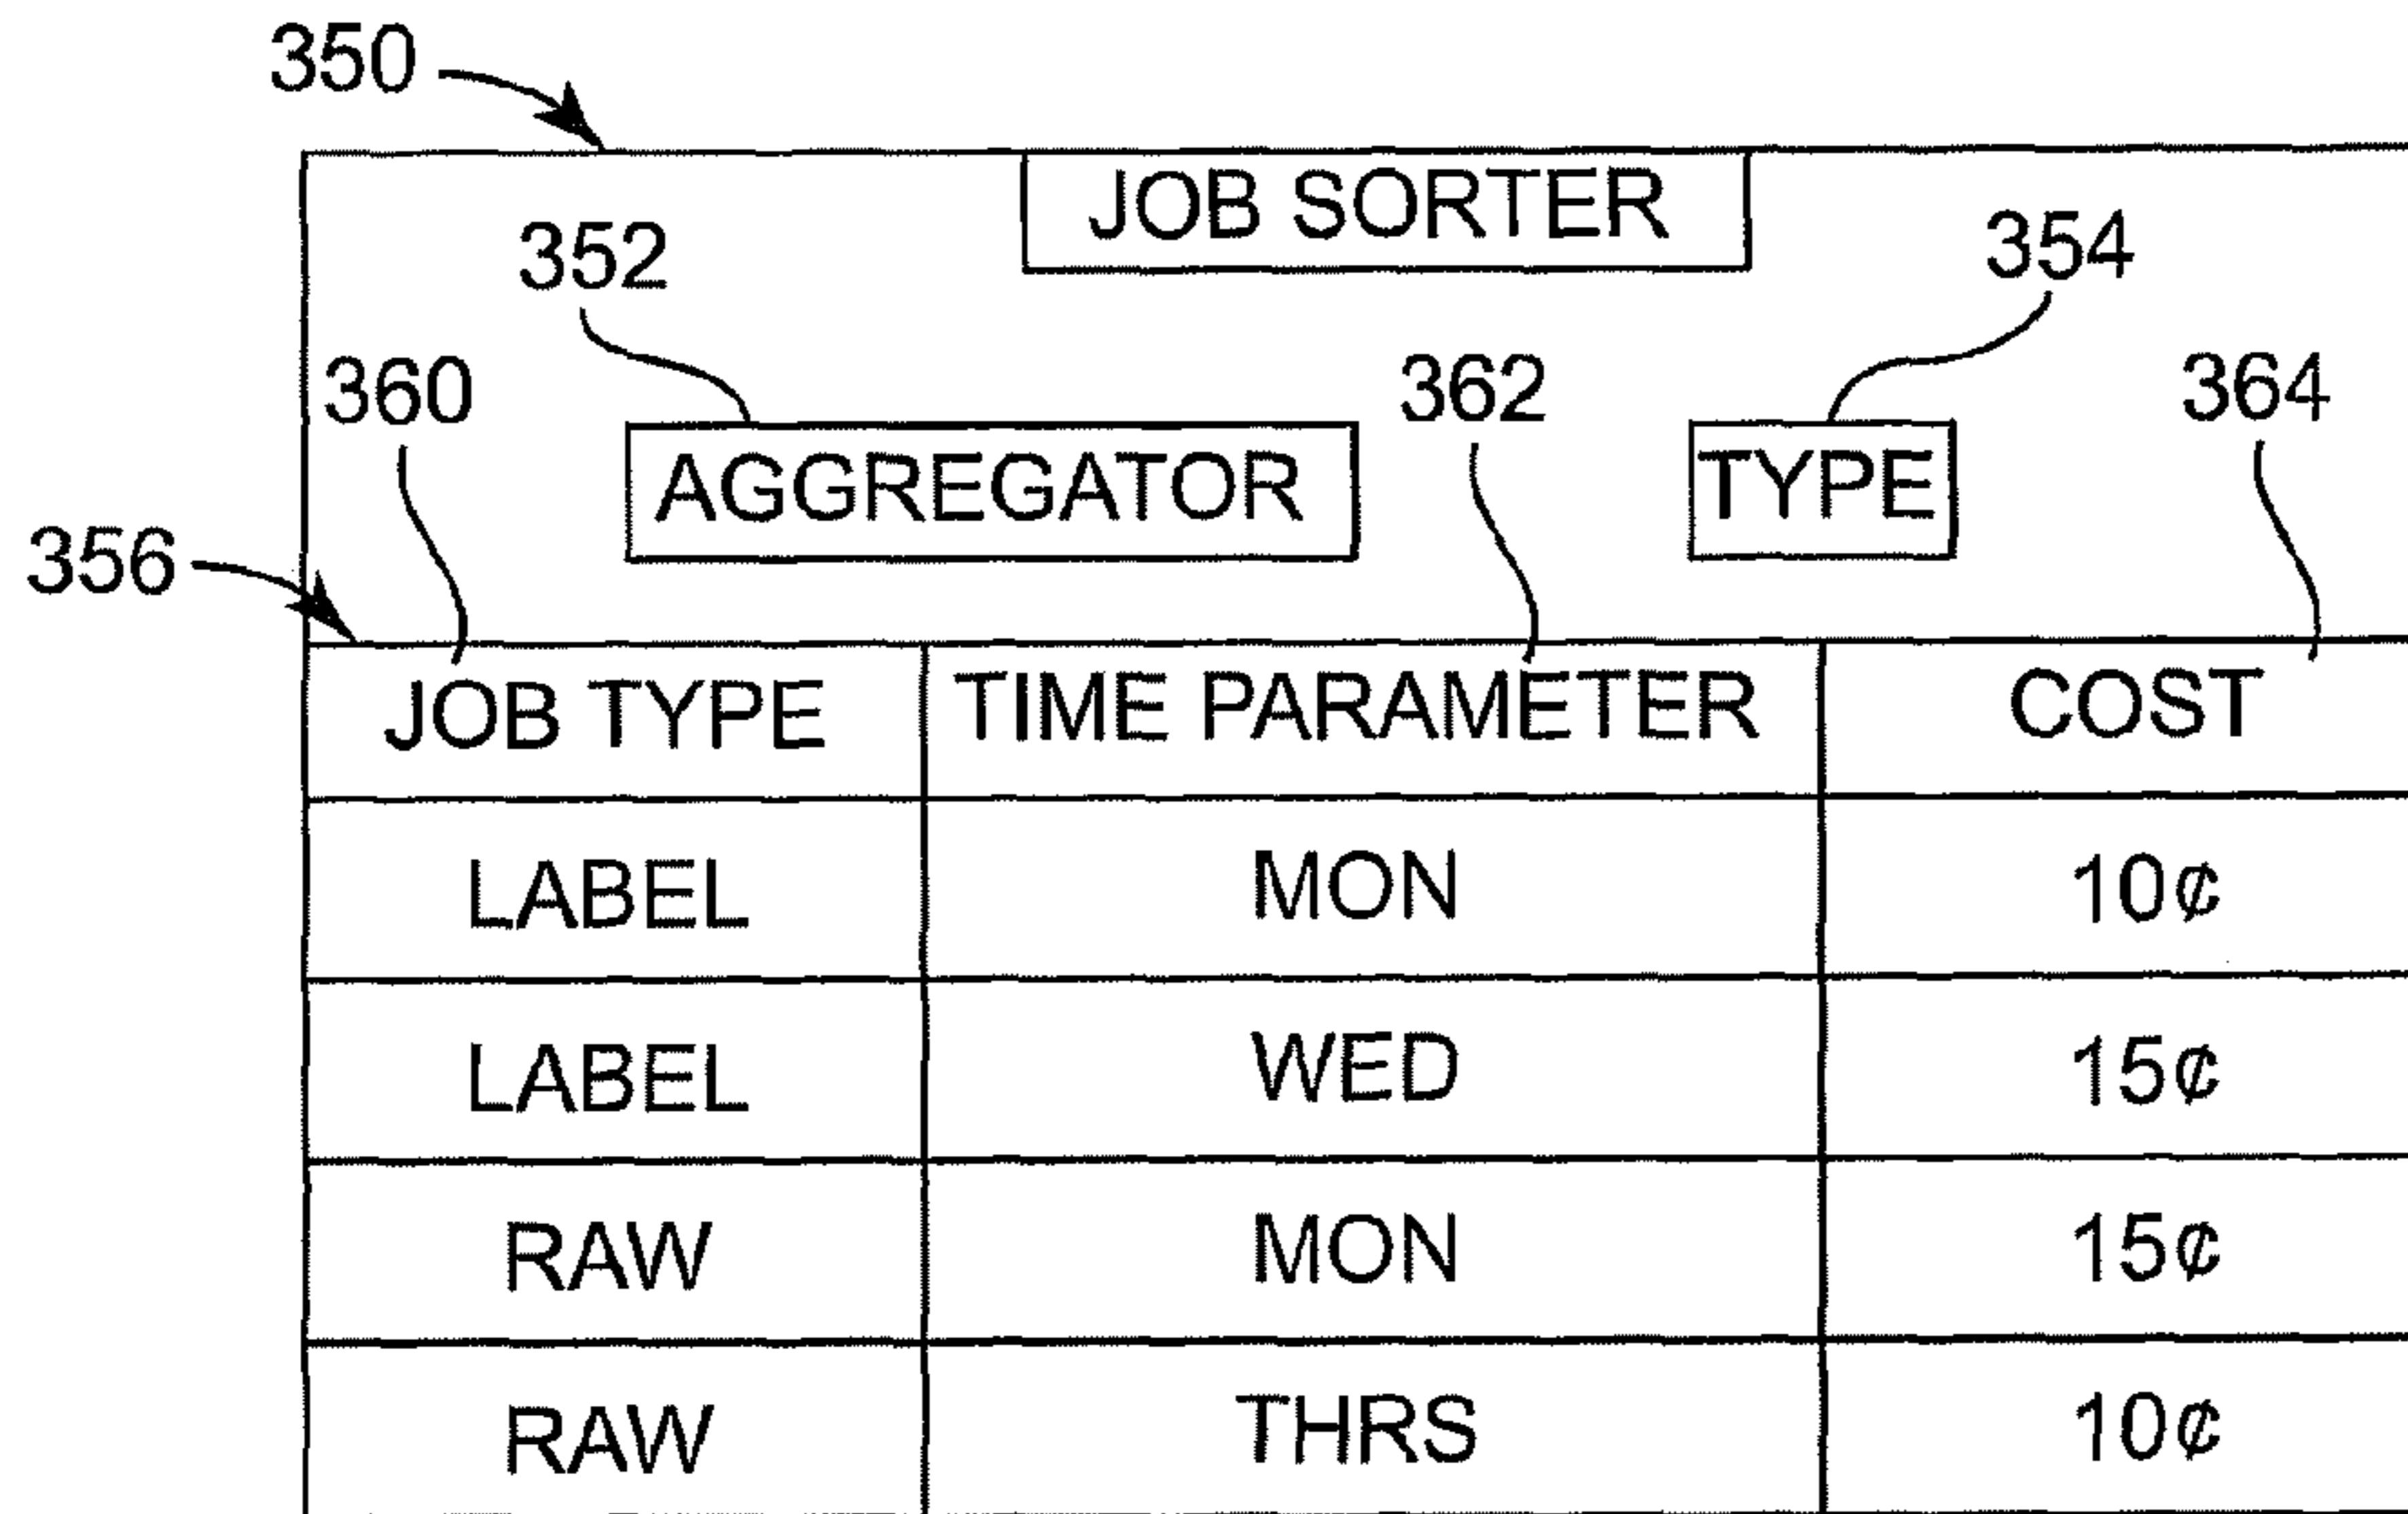 350
JOB SORTER
352
354
360
362
364
AGGREGATOR
TYPE
356
JOB TYPE TIME PARAMETER COST
LABEL MON 10¢
LABEL WED 15¢
RAW MON 15¢
RAW THRS 10¢